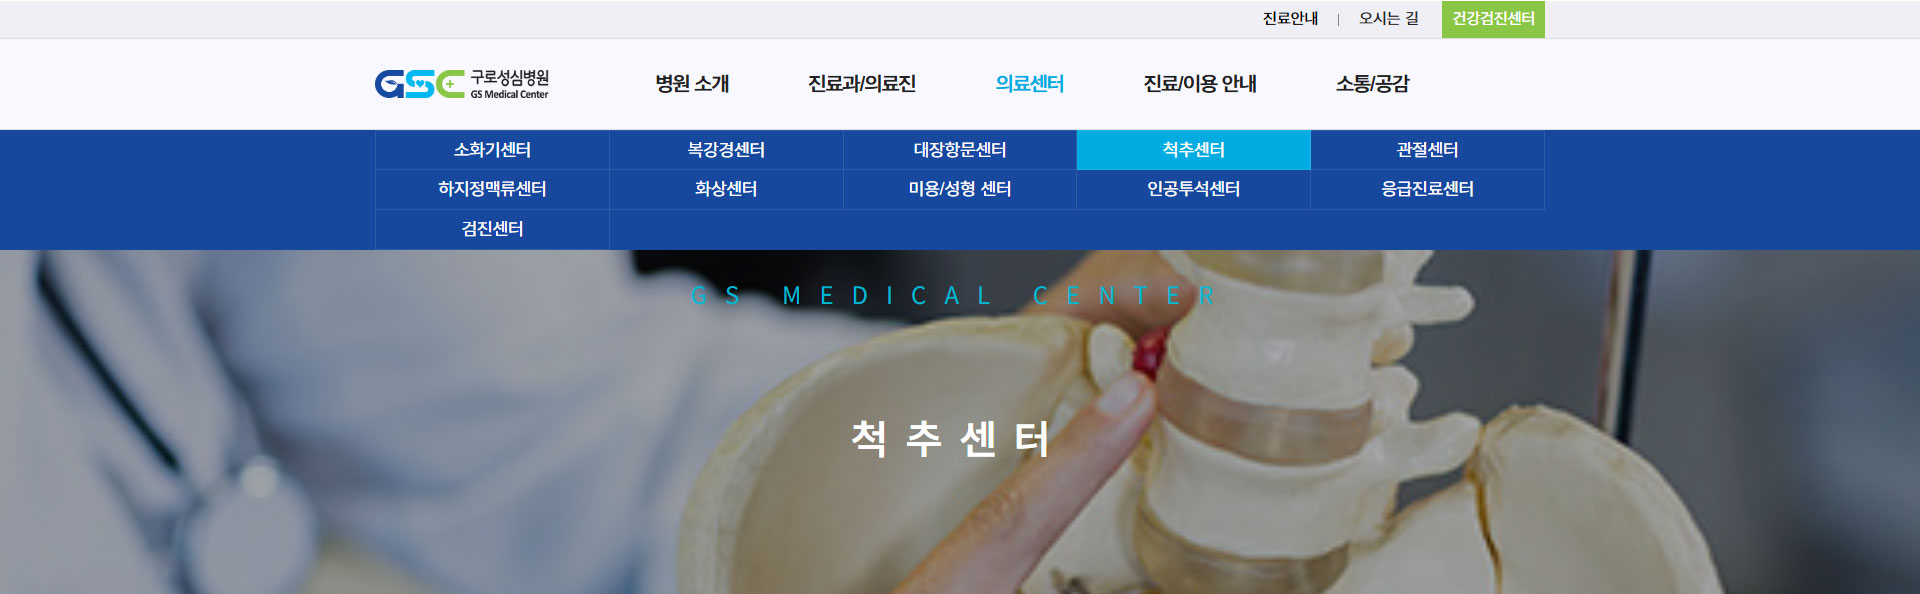 진료안내 | 오시는 길 건강검진센터
구로성심병원
GS Medical Center
병원 소개 진료과/의료진 의료센터 진료/이용 안내 소통/공감
소화기센터 복강경센터 대장항문센터 척추센터 관절센터
하지정맥류센터 화상센터 미용/성형 센터 인공투석센터 응급진료센터
검진센터
GS MEDICAL CENTER
척추센터